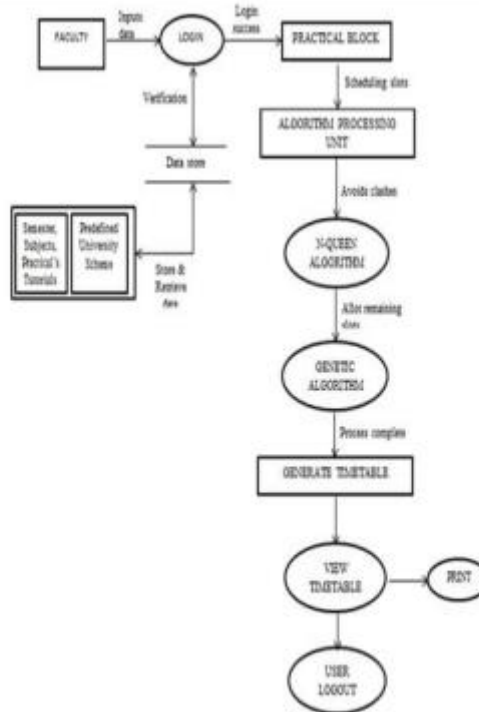 Inputs
data
Login
success
FACULTY
LOGIN
PRACTICAL BLOCK
Verification
Scheduling slots
ALGORITHM PROCESSING
UNIT
Data store
Avoids clashes
Semester,
Subjects,
Practical's
Tutorials
Predefined
University
Scheme
Store &
Retrieve
data
N-QUEEN
ALGORITHM
Allot remaining
slots
GENETIC
ALGORITHM
Process complete
GENERATE TIMETABLE
VIEW
TIMETABLE
PRINT
USER
LOGOUT